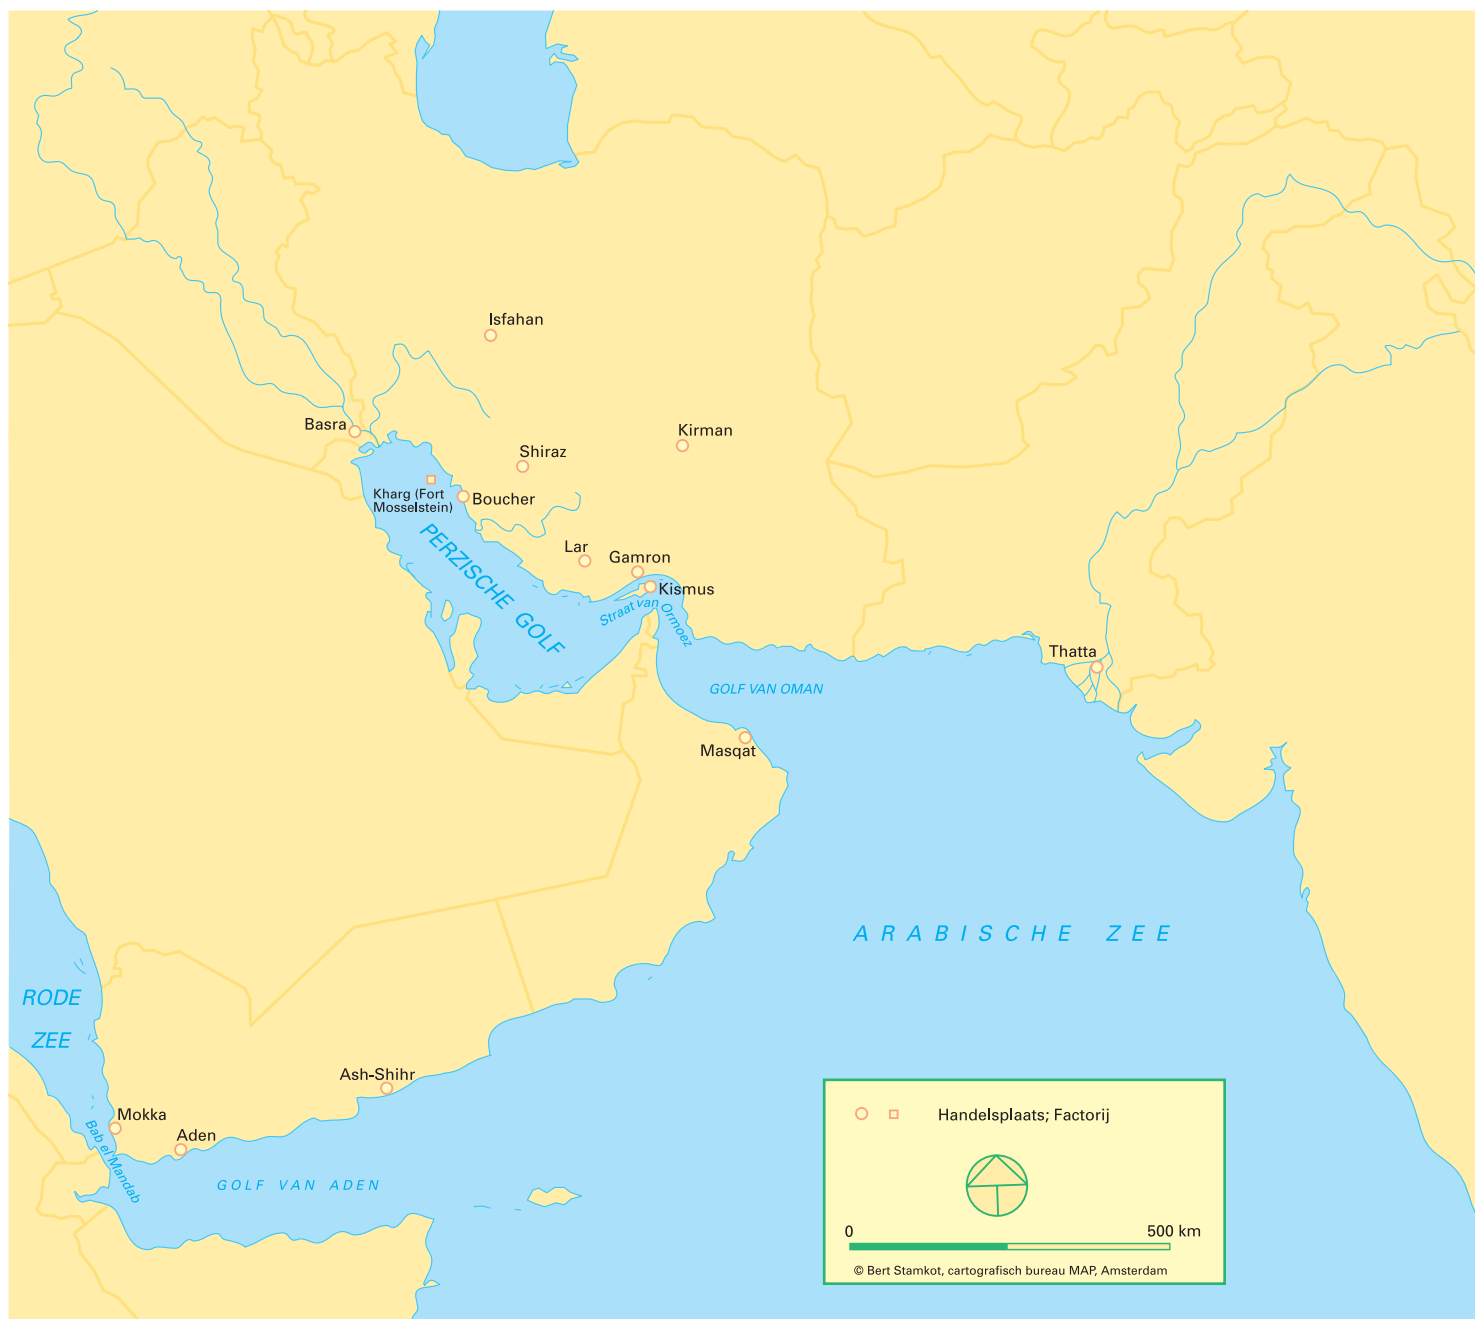 Isfahan
Basra
Kirman
Shiraz
Kharg (Fort
Mosselstein)
Boucher
PERZISCHE GOLF
Lar
Gamron
Kismus
Straat van Ormoez
Thatta
GOLF VAN OMAN
Masqat
ARABISCHE ZEE
RODE
ZEE
Ash-Shihr
Mokka
Aden
Bab el Mandab
GOLF VAN ADEN
Handelsplaats; Factorij
0 500 km
© Bert Stamkot, cartografisch bureau MAP, Amsterdam